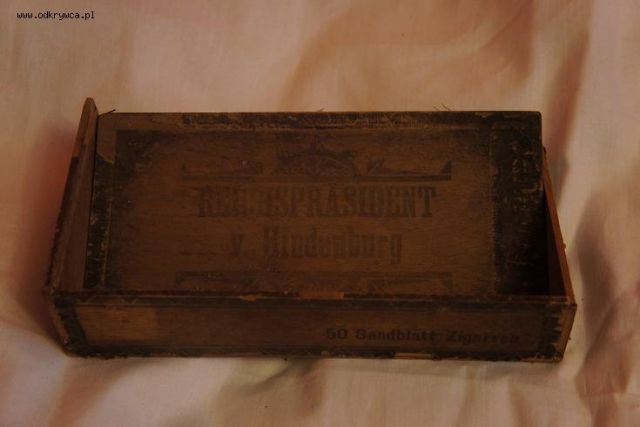 www.odkrywca.pl
REICHSPRÄSIDENT
v. Hindenburg
50 Sandblatt Zigarren